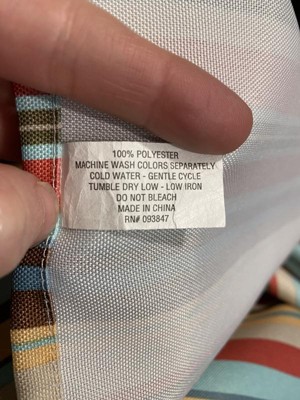 100% POLYESTER
MACHINE WASH COLORS SEPARATELY
COLD WATER - GENTLE CYCLE
TUMBLE DRY LOW - LOW IRON
DO NOT BLEACH
MADE IN CHINA
RN# 093847